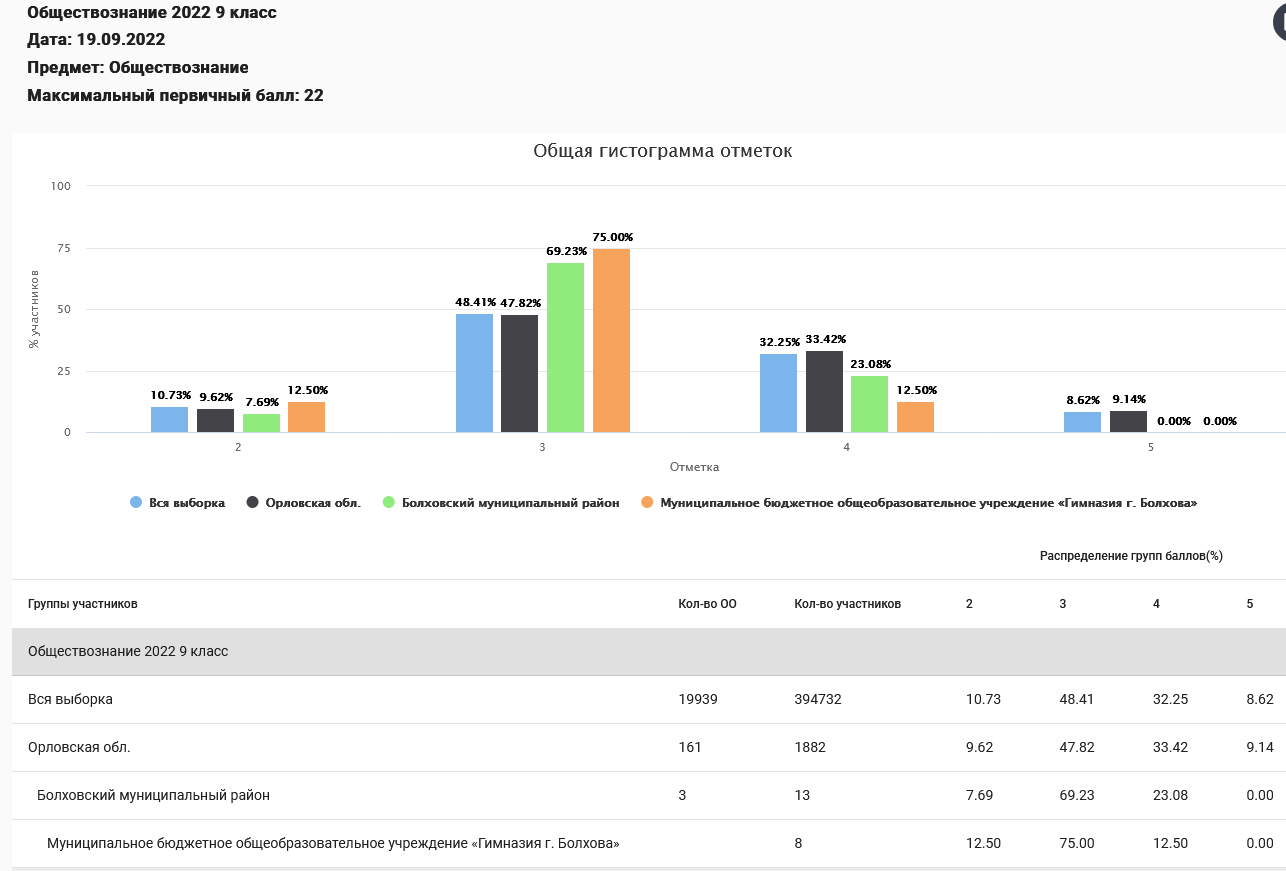 Обществознание 2022 9 класс
Дата: 19.09.2022
Предмет: Обществознание
Максимальный первичный балл: 22
Общая гистограмма отметок
100
75
50
25
0
% участников
10.73% 9.62% 7.69% 12.50%
48.41% 47.82% 69.23% 75.00%
32.25% 33.42% 23.08% 12.50%
8.62% 9.14% 0.00% 0.00%
2 3 4 5
Отметка
Вся выборка Орловская обл. Болховский муниципальный район Муниципальное бюджетное общеобразовательное учреждение «Гимназия г. Болхова»
Распределение групп баллов(%)
Группы участников Кол-во ОО Кол-во участников 2 3 4 5
Обществознание 2022 9 класс
Вся выборка 19939 394732 10.73 48.41 32.25 8.62
Орловская обл. 161 1882 9.62 47.82 33.42 9.14
Болховский муниципальный район 3 13 7.69 69.23 23.08 0.00
Муниципальное бюджетное общеобразовательное учреждение «Гимназия г. Болхова» 8 12.50 75.00 12.50 0.00